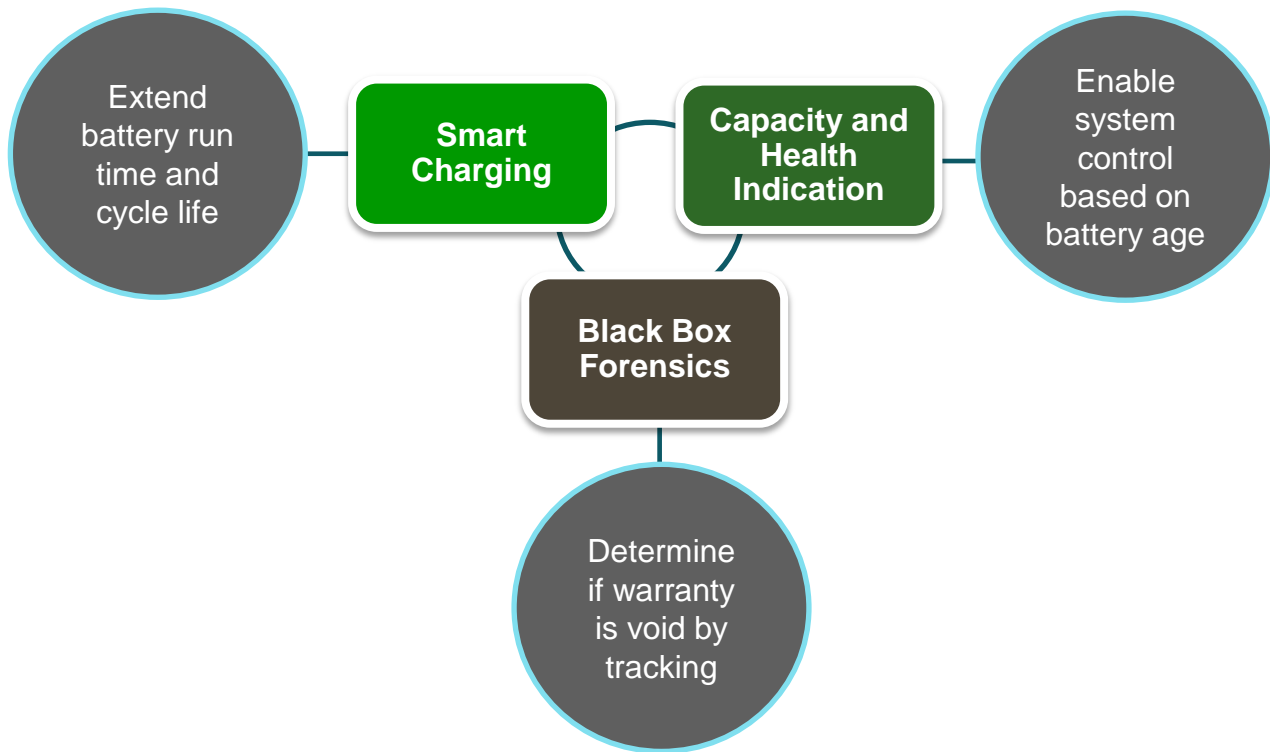 Extend
battery run
time and
cycle life
Smart
Charging
Capacity and
Health
Indication
Enable
system
control
based on
battery age
Black Box
Forensics
Determine
if warranty
is void by
tracking